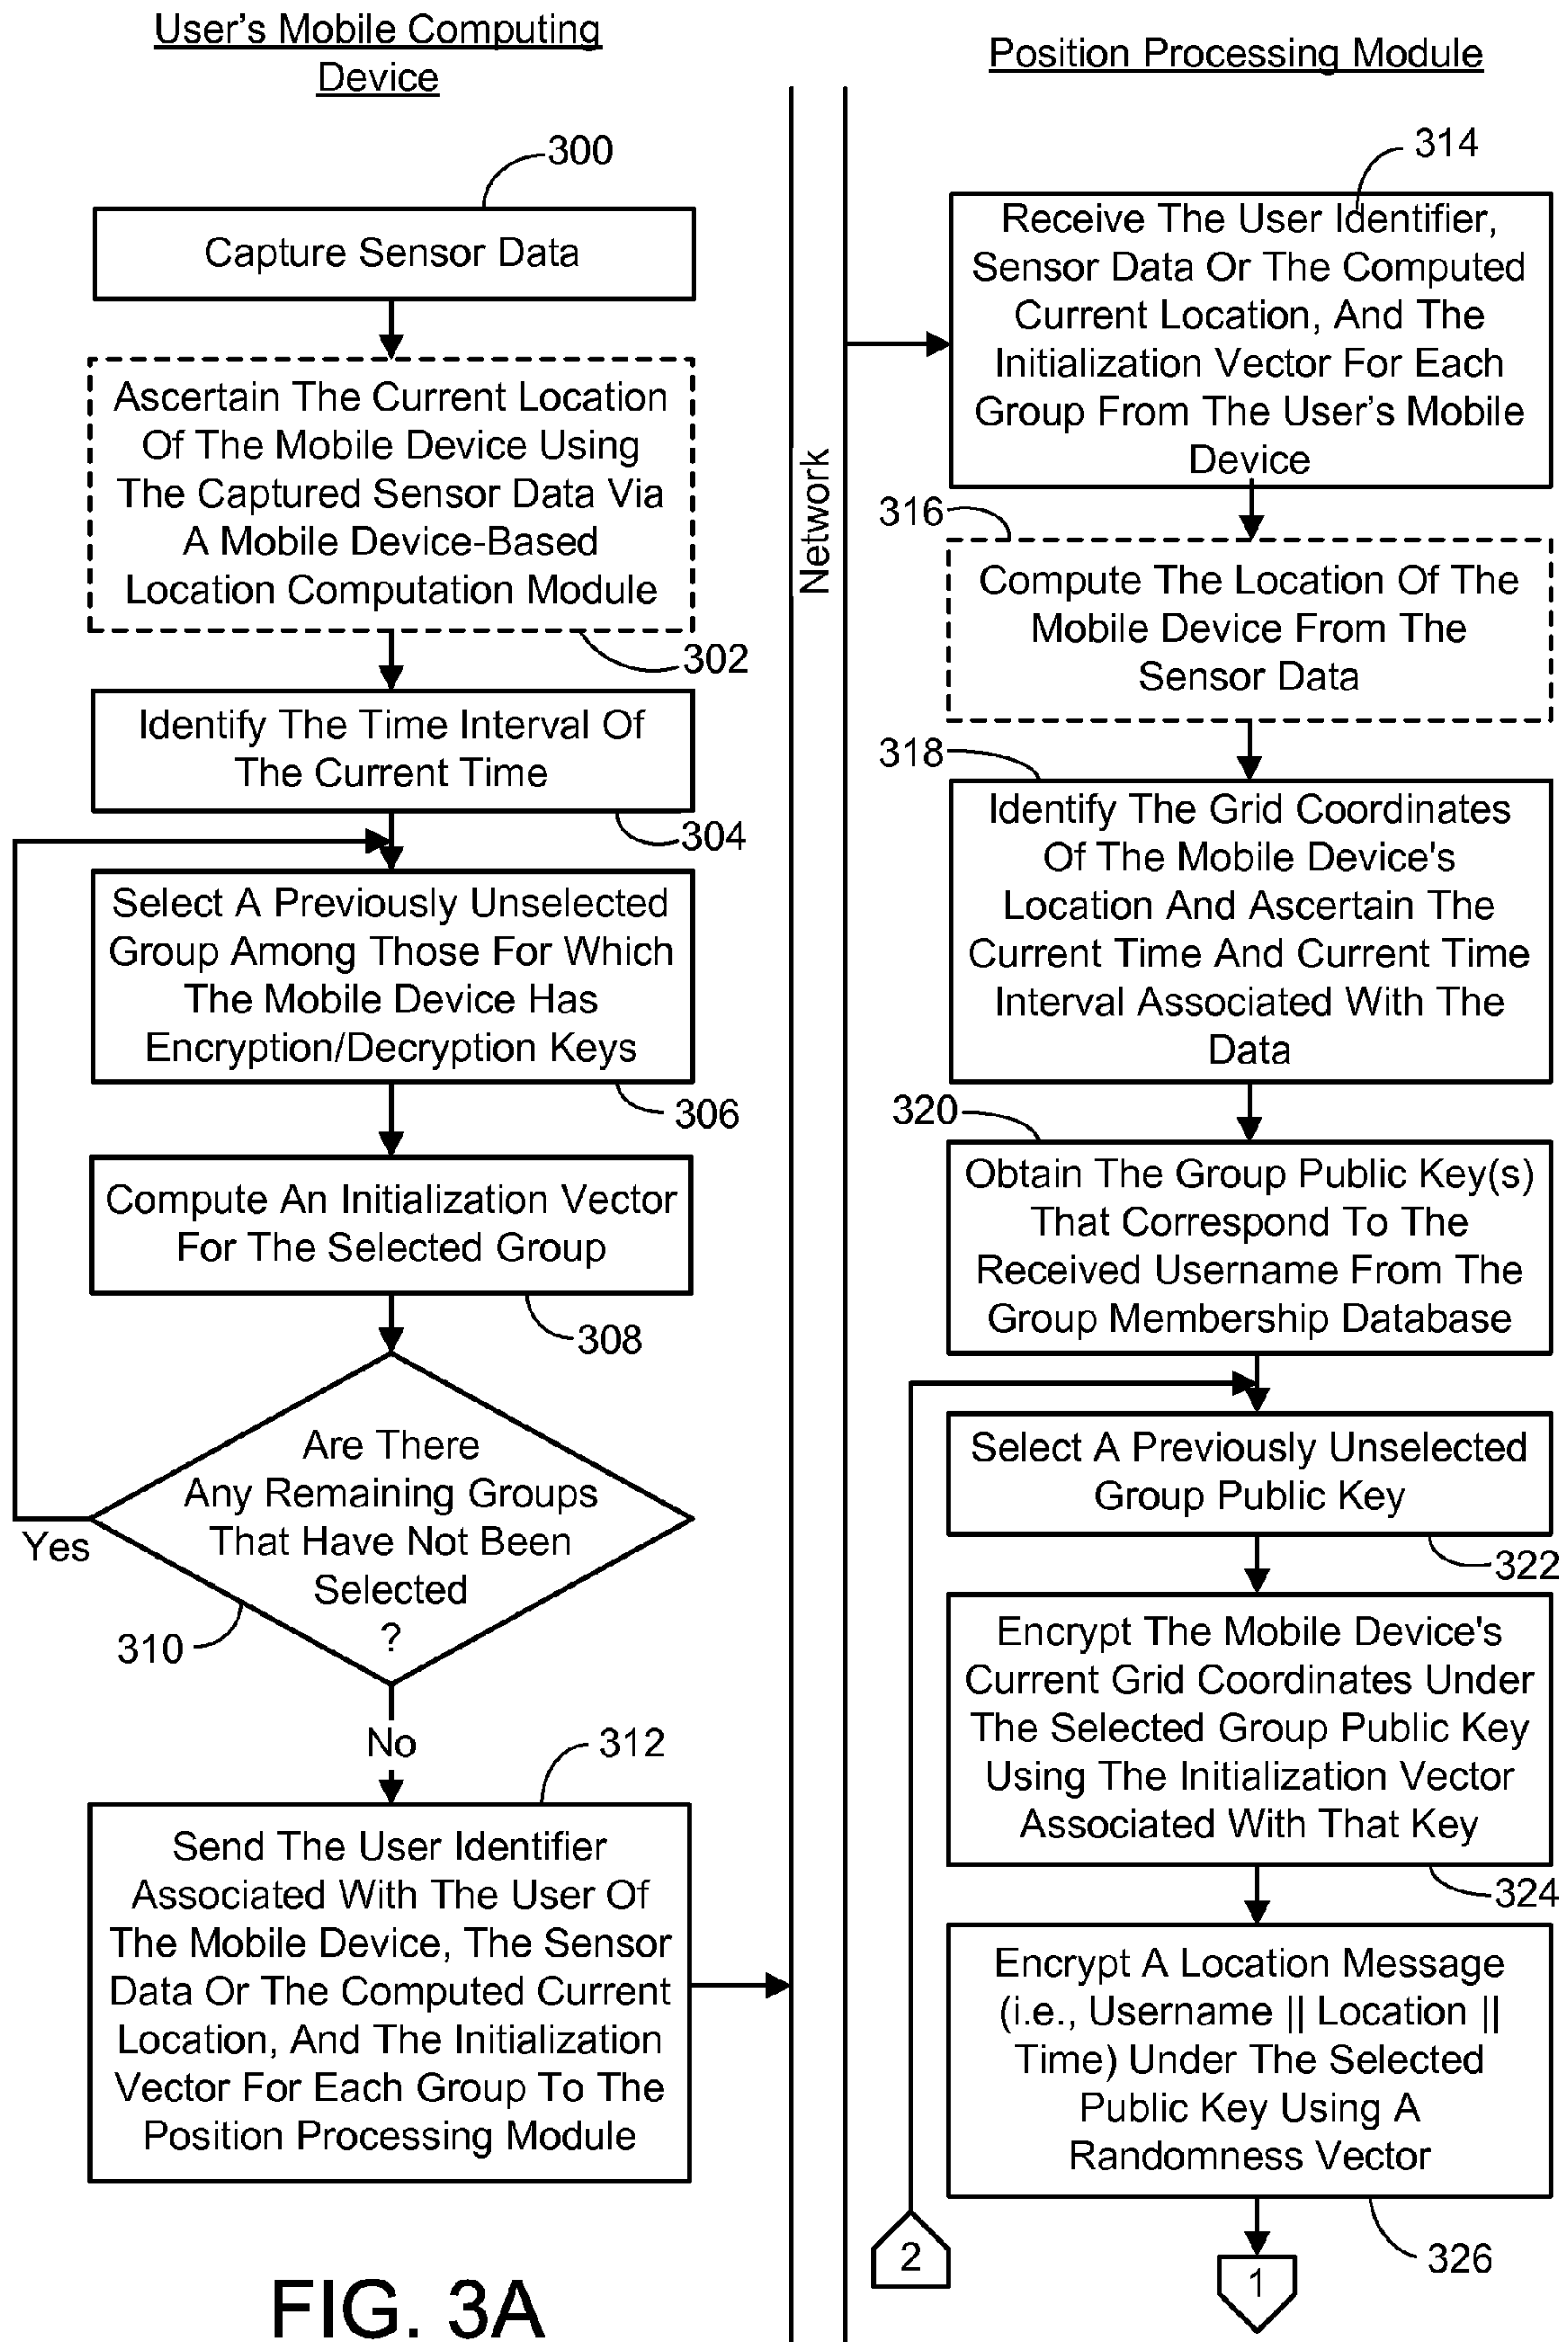 User's Mobile Computing
Device
300
Capture Sensor Data
Ascertain The Current Location
Of The Mobile Device Using
The Captured Sensor Data Via
A Mobile Device-Based
Location Computation Module
302
Identify The Time Interval Of
The Current Time
304
Select A Previously Unselected
Group Among Those For Which
The Mobile Device Has
Encryption/Decryption Keys
306
Compute An Initialization Vector
For The Selected Group
308
Are There
Any Remaining Groups
That Have Not Been
Selected
?
Yes
310
No
312
Send The User Identifier
Associated With The User Of
The Mobile Device, The Sensor
Data Or The Computed Current
Location, And The Initialization
Vector For Each Group To The
Position Processing Module
FIG. 3A
Network
Position Processing Module
314
Receive The User Identifier,
Sensor Data Or The Computed
Current Location, And The
Initialization Vector For Each
Group From The User's Mobile
Device
316
Compute The Location Of The
Mobile Device From The
Sensor Data
318
Identify The Grid Coordinates
Of The Mobile Device's
Location And Ascertain The
Current Time And Current Time
Interval Associated With The
Data
320
Obtain The Group Public Key(s)
That Correspond To The
Received Username From The
Group Membership Database
Select A Previously Unselected
Group Public Key
322
Encrypt The Mobile Device's
Current Grid Coordinates Under
The Selected Group Public Key
Using The Initialization Vector
Associated With That Key
324
Encrypt A Location Message
(i.e., Username || Location ||
Time) Under The Selected
Public Key Using A
Randomness Vector
326
2
1